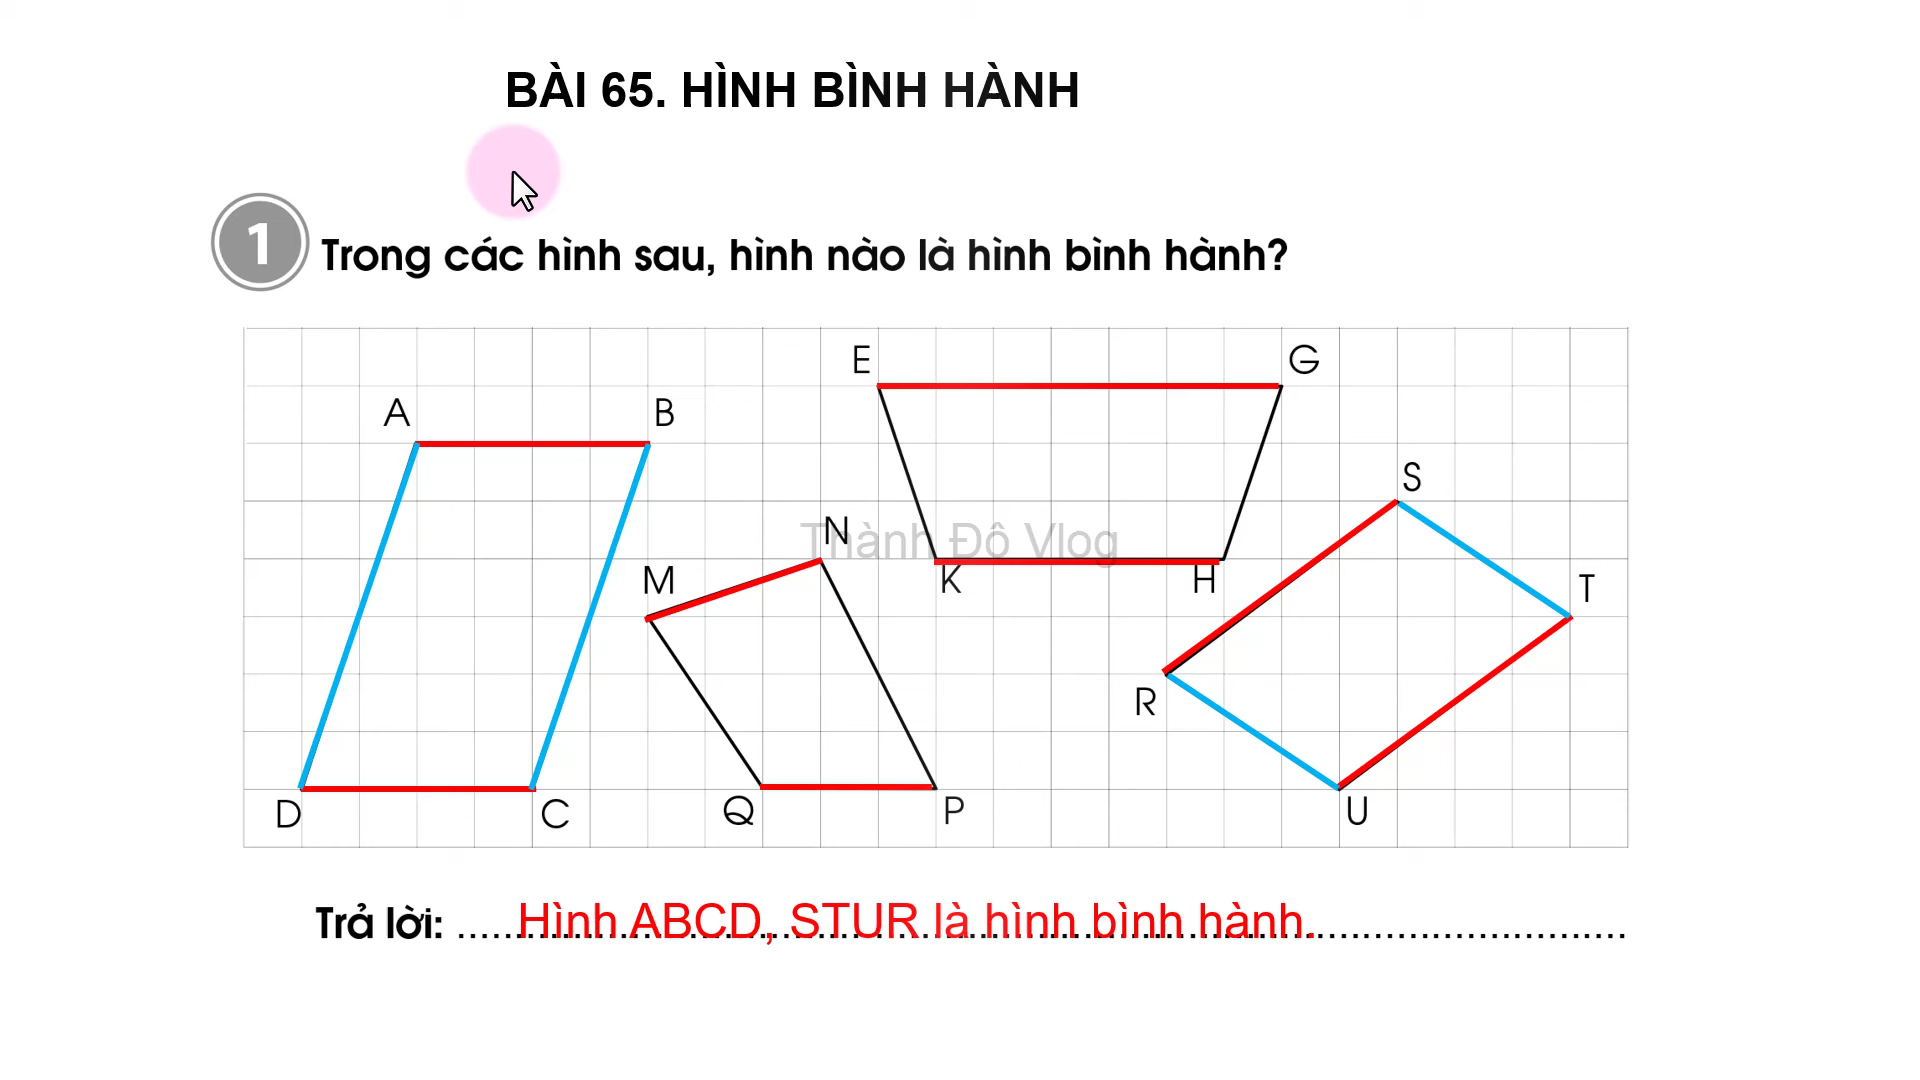 BÀI 65. HÌNH BÌNH HÀNH
1 Trong các hình sau, hình nào là hình bình hành?
E G
A B
S
N
Thành Đô Vlog
M K H T
R
D C Q P U
Trả lời: .....Hình ABCD, STUR là hình bình hành.....................